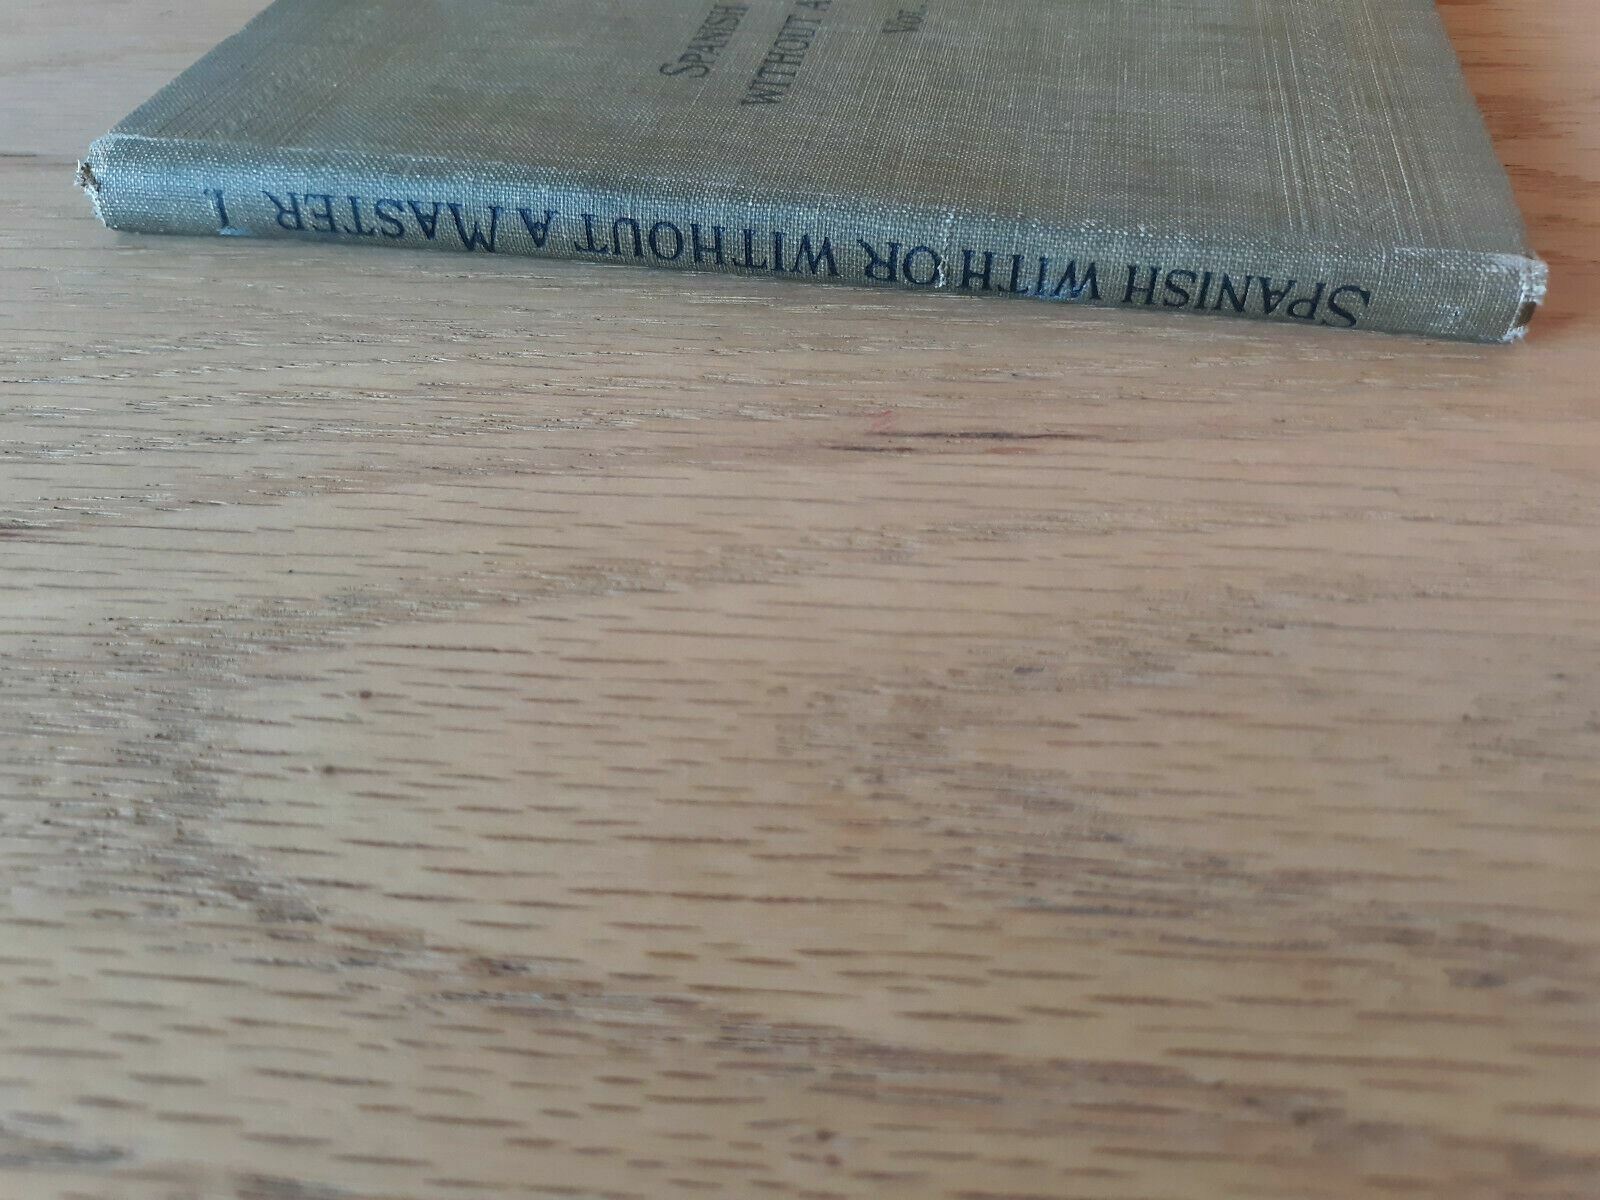 SPANISH
WITHOUT A
VOL.
SPANISH WITH OR WITHOUT A MASTER I.